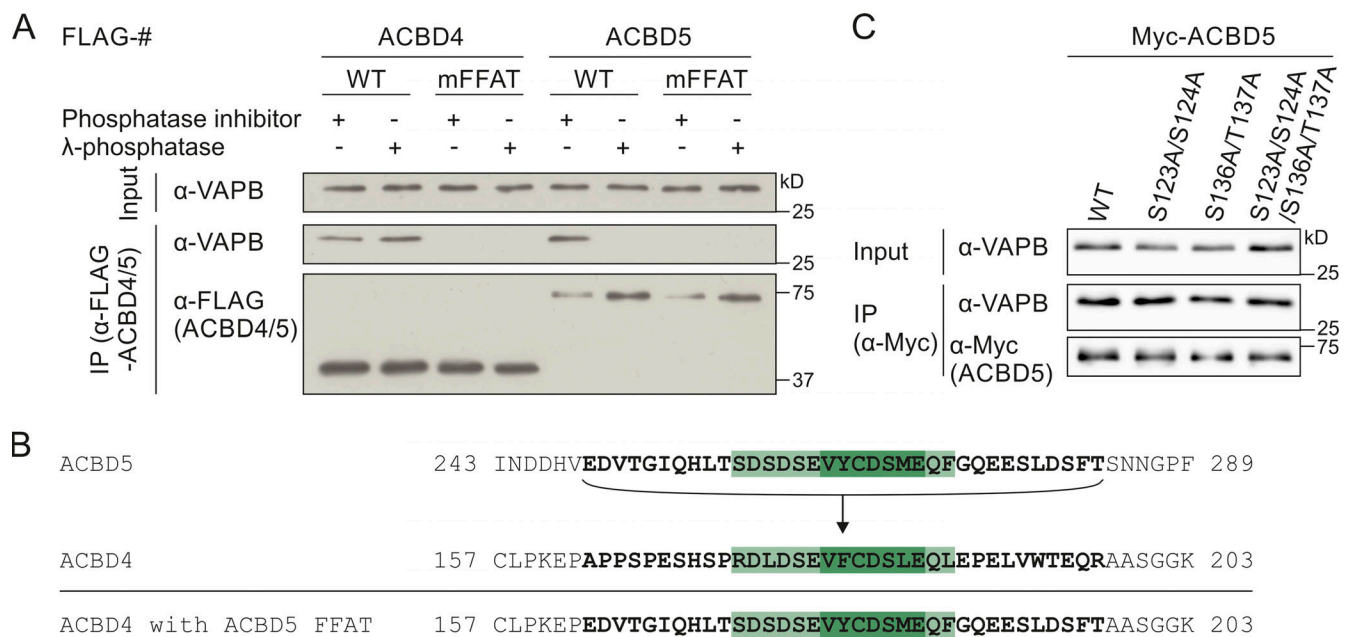 A
FLAG-#
ACBD4 ACBD5
WT mFFAT WT mFFAT
Phosphatase inhibitor + - + - + - + -
λ-phosphatase - + - + - + - +
Input
α-VAPB
kD
25
IP (α-FLAG
-ACBD4/5)
α-VAPB
25
α-FLAG
(ACBD4/5)
75
37
C
Myc-ACBD5
WT
S123A/S124A
S136A/T137A
S123A/S124A
/S136A/T137A
Input
α-VAPB
kD
25
IP
(α-Myc)
α-VAPB
25
α-Myc
(ACBD5)
75
B
ACBD5 243 INDDHVEDVTGIQHLTSDSDSEVYCDSMEQFGQEESLDSFTSNNGPF 289
ACBD4 157 CLPKEPAPPSPESHSPRDLDSEVFCDSLEQLEPELVWTEQRAASGGK 203
ACBD4 with ACBD5 FFAT 157 CLPKEPEDVTGIQHLTSDSDSEVYCDSMEQFGQEESLDSFTAASGGK 203